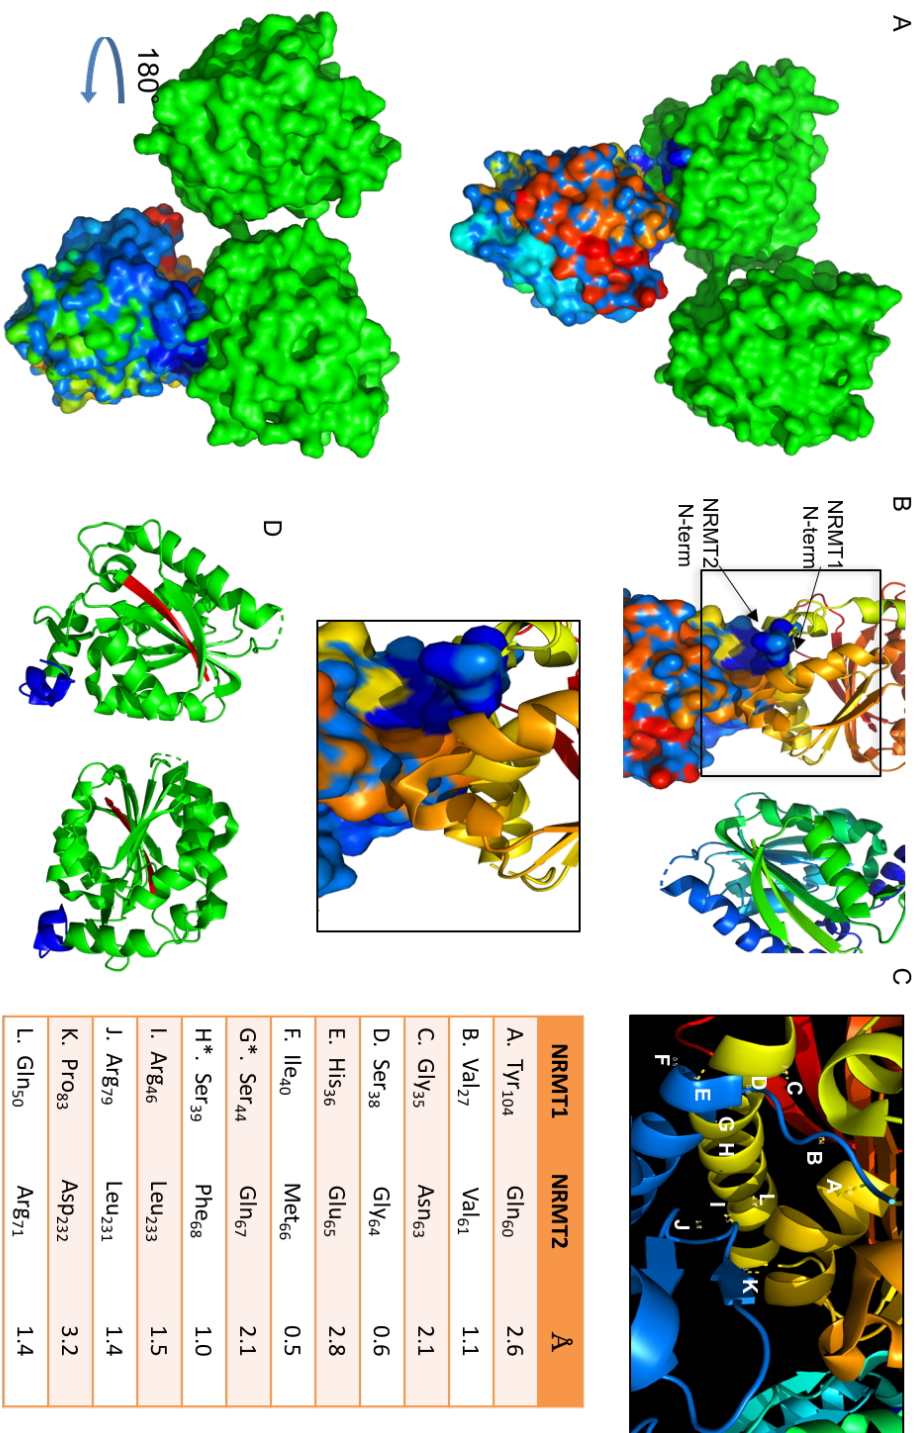 A
180°
B
NRMT1
N-term
NRMT2
N-term
C
A
B
C
D
E
F
G
H
I
J
K
L
D
NRMT1 NRMT2 Å
A. Tyr104 Gln60 2.6
B. Val27 Val61 1.1
C. Gly35 Asn63 2.1
D. Ser38 Gly64 0.6
E. His36 Glu65 2.8
F. Ile40 Met66 0.5
G*. Ser44 Gln67 2.1
H*. Ser39 Phe68 1.0
I. Arg46 Leu233 1.5
J. Arg79 Leu231 1.4
K. Pro83 Asp232 3.2
L. Gln50 Arg71 1.4